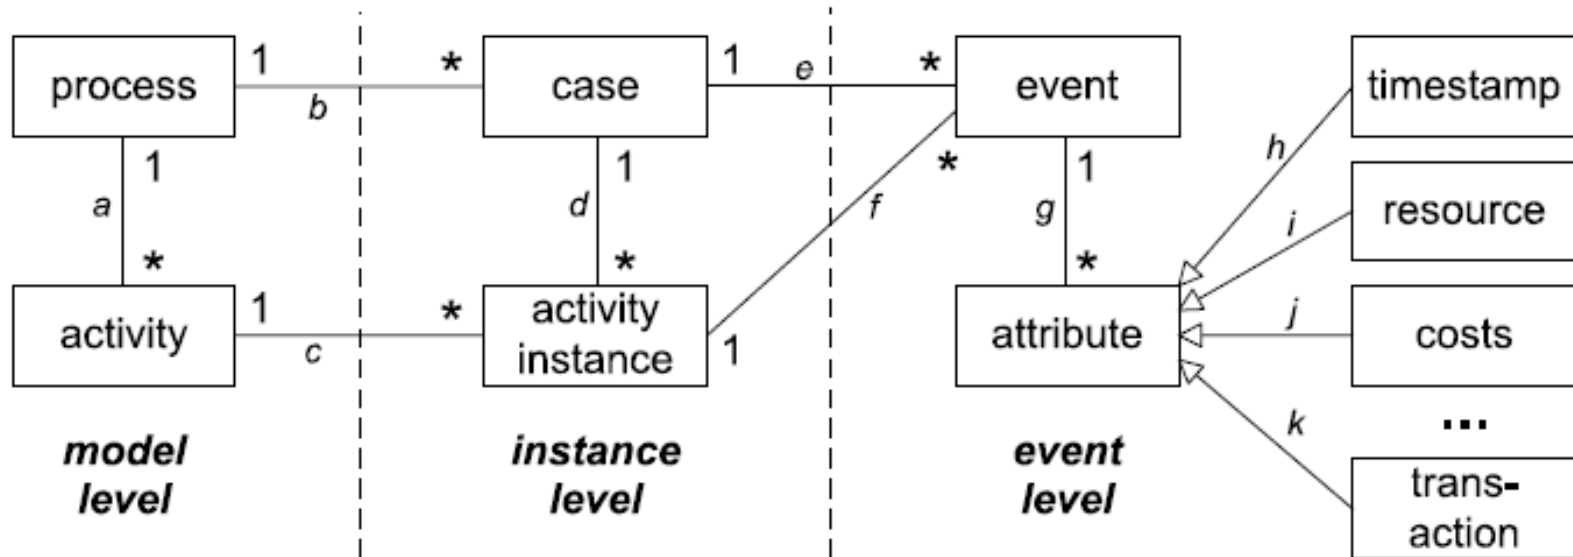 process 1 b * case 1 e * event timestamp
1 a * 1 d * f * 1 g * h i resource
activity 1 c * activity
instance 1 attribute j costs
...
k trans-
action
model
level
instance
level
event
level